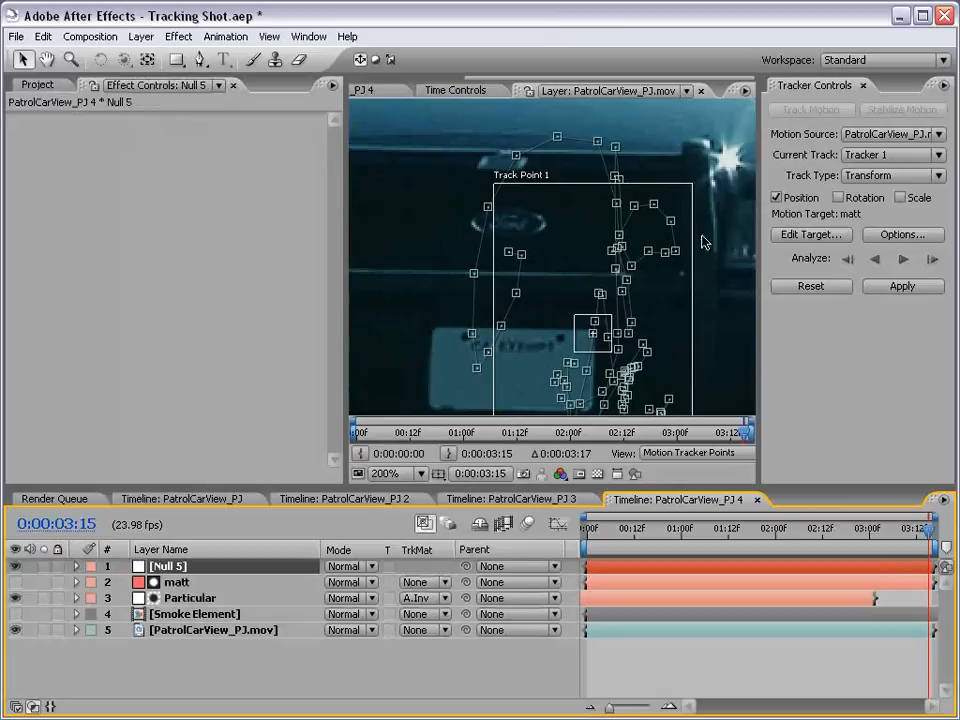 Adobe After Effects - Tracking Shot.aep *
File Edit Composition Layer Effect Animation View Window Help
Workspace: Standard
Project Effect Controls: Null 5
PatrolCarView_PJ 4 * Null 5
_PJ 4 Time Controls Layer: PatrolCarView_PJ.mov
Tracker Controls
Track Motion Stabilize Motion
Motion Source: PatrolCarView_PJ.r
Current Track: Tracker 1
Track Type: Transform
Position Rotation Scale
Motion Target: matt
Edit Target... Options...
Analyze:
Reset Apply
Track Point 1
:00f 00:12f 01:00f 01:12f 02:00f 02:12f 03:00f 03:12
0:00:00:00 0:00:03:15 Δ0:00:03:17 View: Motion Tracker Points
200% 0:00:03:15
Render Queue Timeline: PatrolCarView_PJ Timeline: PatrolCarView_PJ 2 Timeline: PatrolCarView_PJ 3 Timeline: PatrolCarView_PJ 4
0:00:03:15 (23.98 fps)
:00f 00:12f 01:00f 01:12f 02:00f 02:12f 03:00f 03:12
# Layer Name Mode T TrkMat Parent
1 [Null 5] Normal None
2 matt Normal None None
3 Particular Normal A.Inv None
4 [Smoke Element] Normal None None
5 [PatrolCarView_PJ.mov] Normal None None